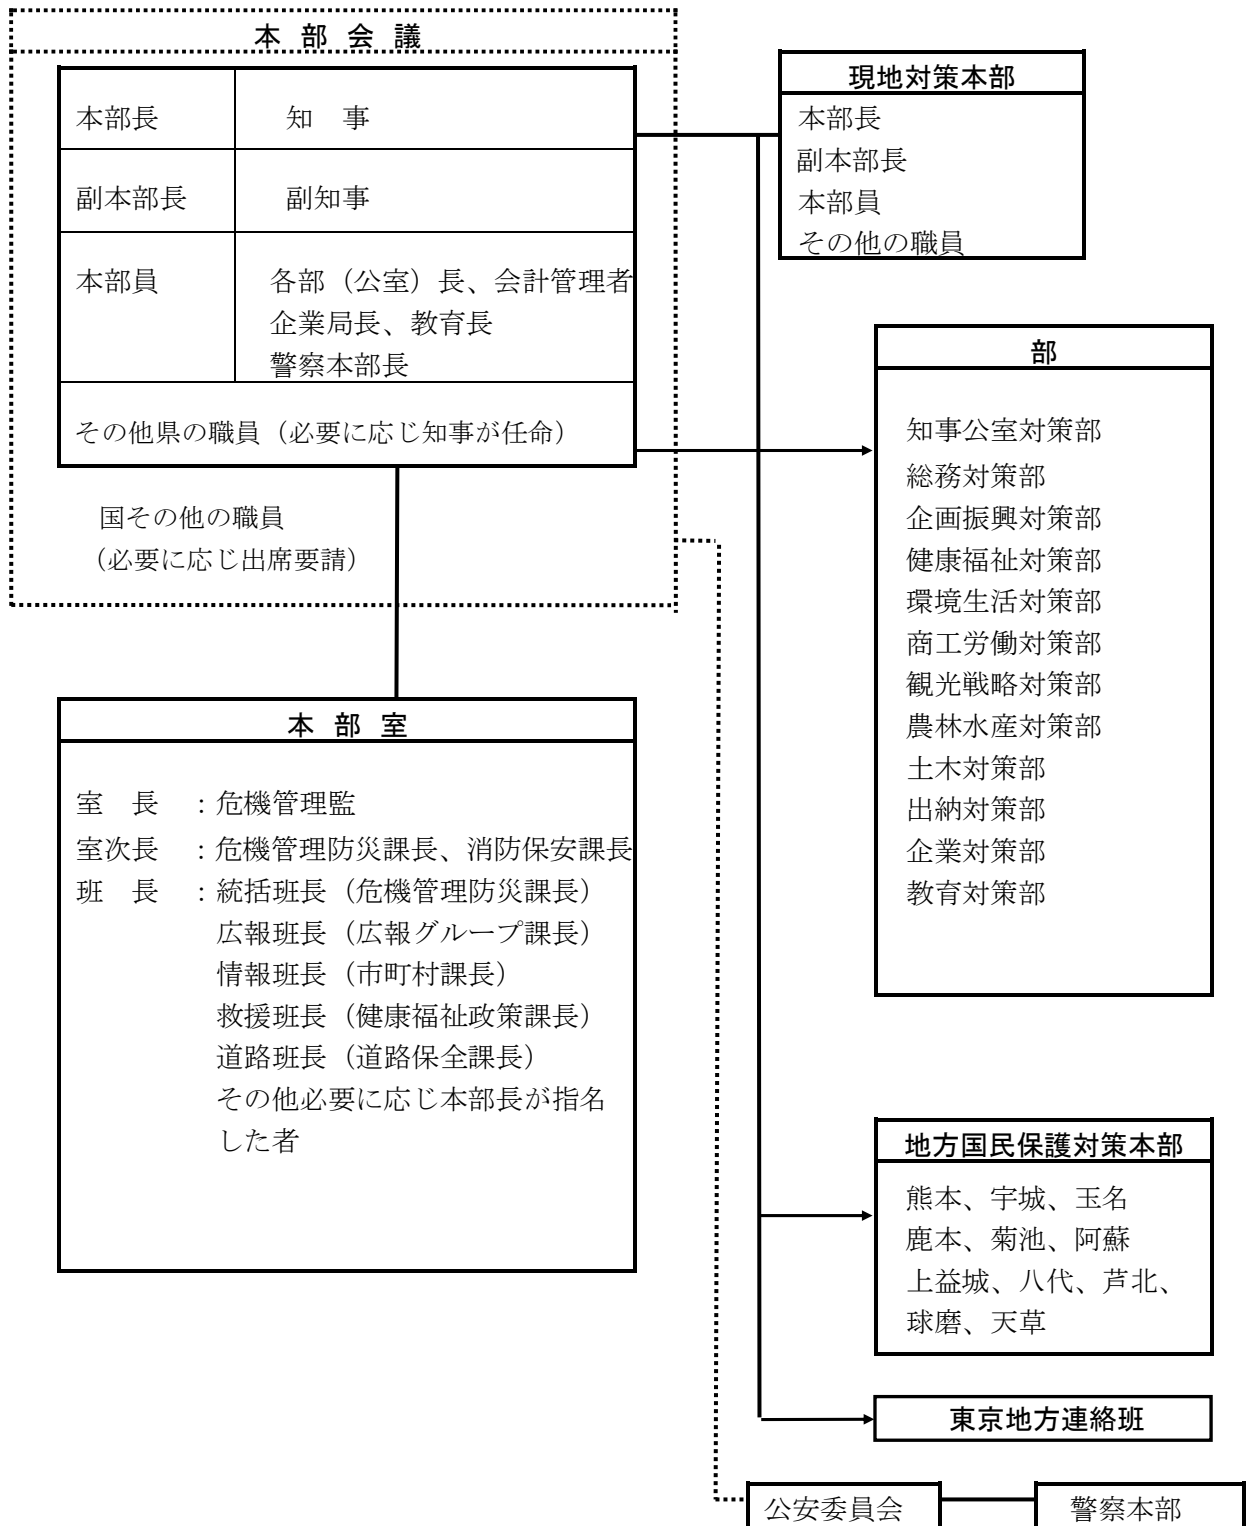 本 部 会 議
本部長 知 事
副本部長 副知事
本部員 各部（公室）長、会計管理者
企業局長、教育長
警察本部長
その他県の職員（必要に応じ知事が任命）
国その他の職員
（必要に応じ出席要請）
現地対策本部
本部長
副本部長
本部員
その他の職員
部
知事公室対策部
総務対策部
企画振興対策部
健康福祉対策部
環境生活対策部
商工労働対策部
観光戦略対策部
農林水産対策部
土木対策部
出納対策部
企業対策部
教育対策部
本 部 室
室 長 ：危機管理監
室次長 ：危機管理防災課長、消防保安課長
班 長 ：統括班長（危機管理防災課長）
広報班長（広報グループ課長）
情報班長（市町村課長）
救援班長（健康福祉政策課長）
道路班長（道路保全課長）
その他必要に応じ本部長が指名
した者
地方国民保護対策本部
熊本、宇城、玉名
鹿本、菊池、阿蘇
上益城、八代、芦北、
球磨、天草
東京地方連絡班
公安委員会
警察本部